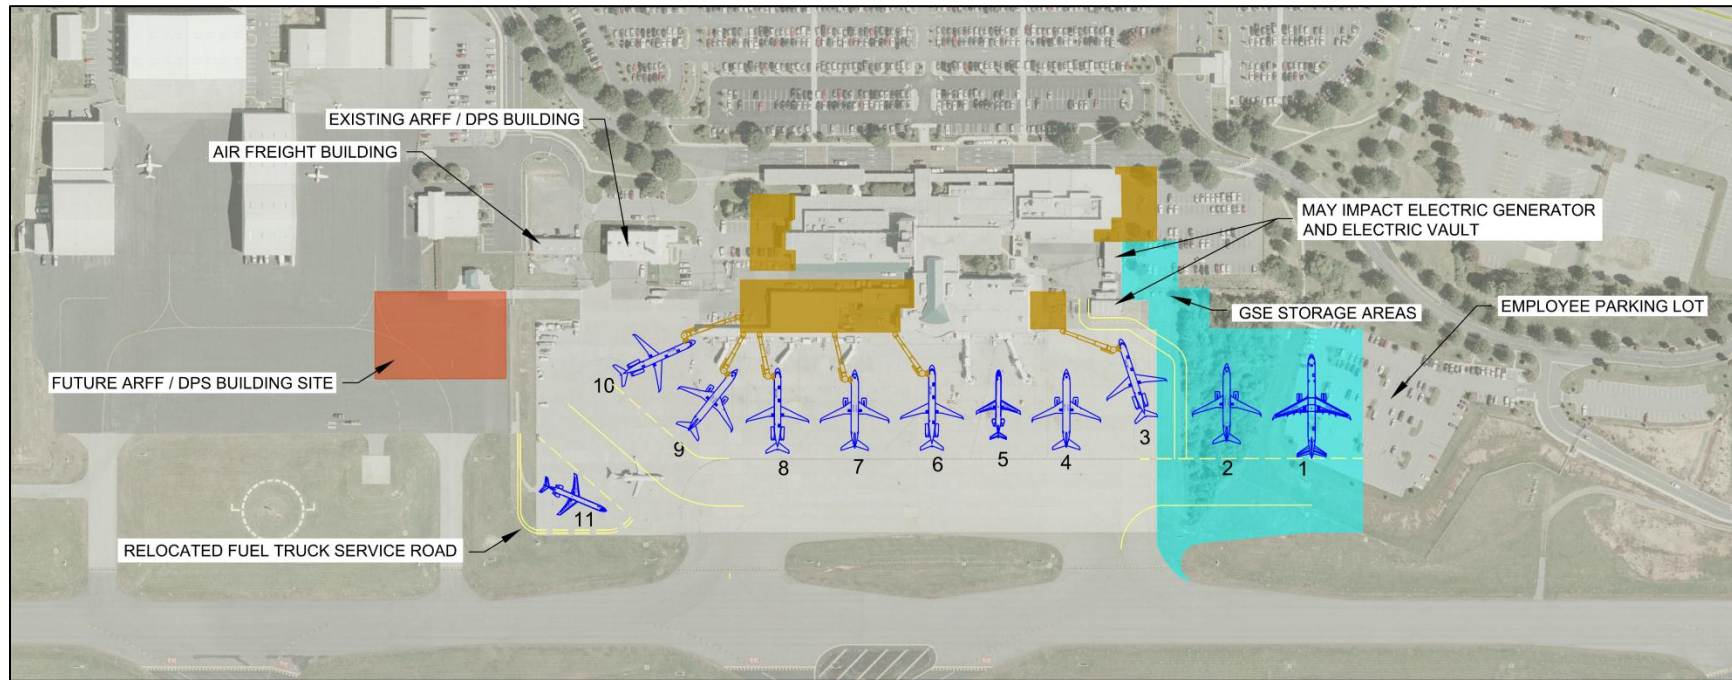 EXISTING ARFF / DPS BUILDING
AIR FREIGHT BUILDING
MAY IMPACT ELECTRIC GENERATOR
AND ELECTRIC VAULT
GSE STORAGE AREAS
EMPLOYEE PARKING LOT
FUTURE ARFF / DPS BUILDING SITE
10
9
8
7
6
5
4
3
2
1
11
RELOCATED FUEL TRUCK SERVICE ROAD